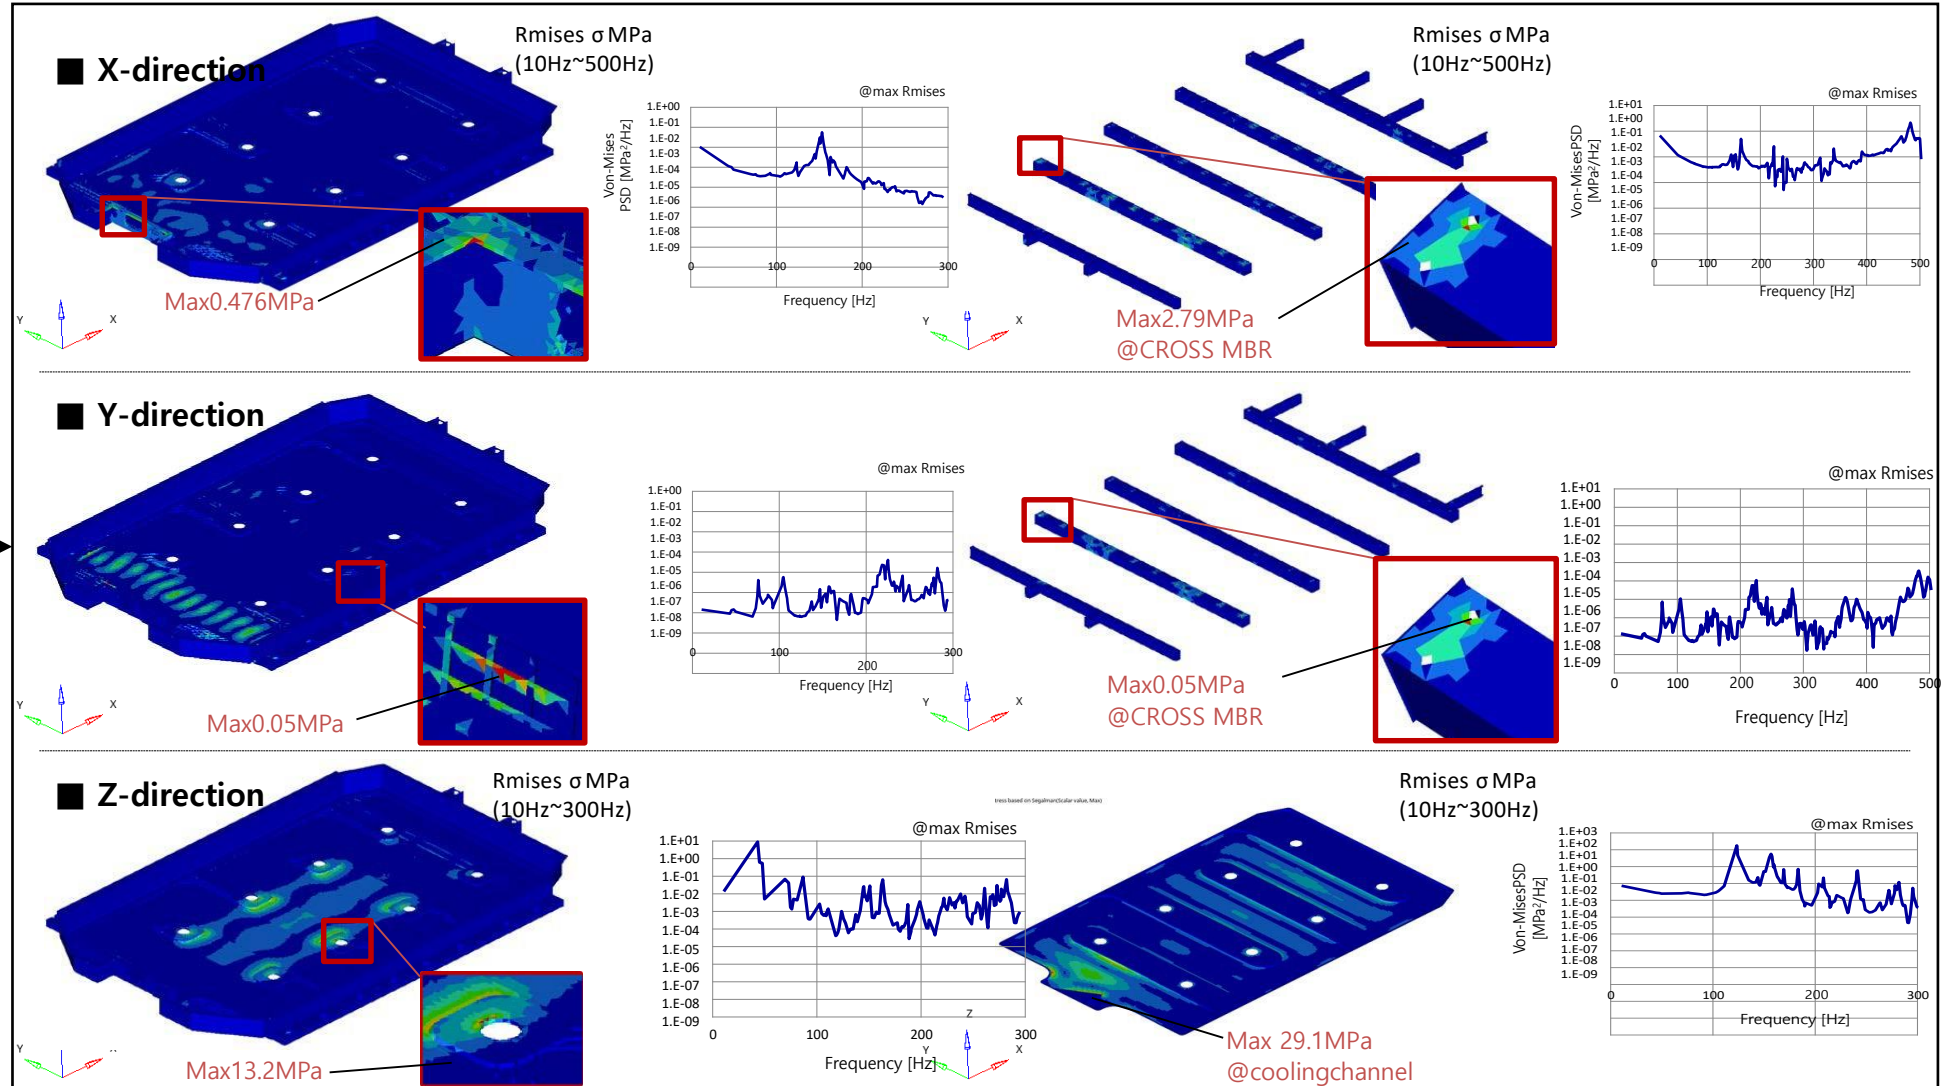 ■ X-direction
Rmises σ MPa
(10Hz~500Hz)
@max Rmises
Von-Mises
PSD [MPa²/Hz]
1.E+00
1.E-01
1.E-02
1.E-03
1.E-04
1.E-05
1.E-06
1.E-07
1.E-08
1.E-09
0 100 200 300
Frequency [Hz]
Max0.476MPa
Y X
Rmises σ MPa
(10Hz~500Hz)
@max Rmises
Von-MisesPSD
[MPa²/Hz]
1.E+01
1.E+00
1.E-01
1.E-02
1.E-03
1.E-04
1.E-05
1.E-06
1.E-07
1.E-08
1.E-09
0 100 200 300 400 500
Frequency [Hz]
Max2.79MPa
@CROSS MBR
Y X
■ Y-direction
@max Rmises
1.E+00
1.E-01
1.E-02
1.E-03
1.E-04
1.E-05
1.E-06
1.E-07
1.E-08
1.E-09
0 100 200 300
Frequency [Hz]
Max0.05MPa
Y X
@max Rmises
1.E+01
1.E+00
1.E-01
1.E-02
1.E-03
1.E-04
1.E-05
1.E-06
1.E-07
1.E-08
1.E-09
0 100 200 300 400 500
Frequency [Hz]
Max0.05MPa
@CROSS MBR
Y X
■ Z-direction
Rmises σ MPa
(10Hz~300Hz)
@max Rmises
1.E+01
1.E+00
1.E-01
1.E-02
1.E-03
1.E-04
1.E-05
1.E-06
1.E-07
1.E-08
1.E-09
0 100 200 300
Frequency [Hz]
Max13.2MPa
Y
tress based on Segalman(Scalar value, Max)
Rmises σ MPa
(10Hz~300Hz)
@max Rmises
Von-MisesPSD
[MPa²/Hz]
1.E+03
1.E+02
1.E+01
1.E+00
1.E-01
1.E-02
1.E-03
1.E-04
1.E-05
1.E-06
1.E-07
1.E-08
1.E-09
0 100 200 300
Frequency [Hz]
Max 29.1MPa
@coolingchannel
Z
Y X